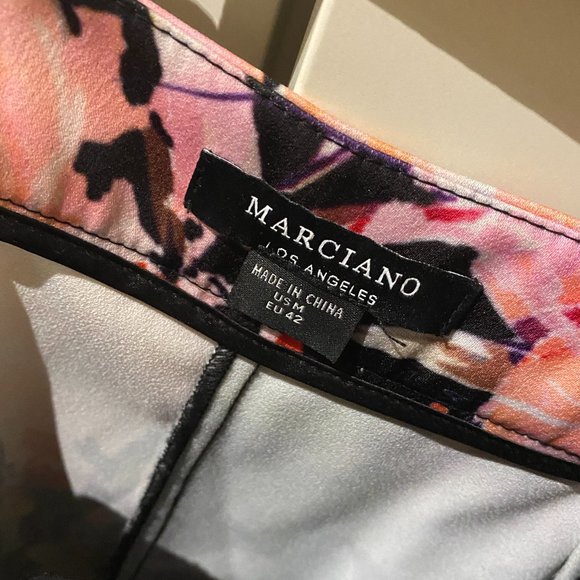 MARCIANO
LOS ANGELES
MADE IN CHINA
US M
EU 42